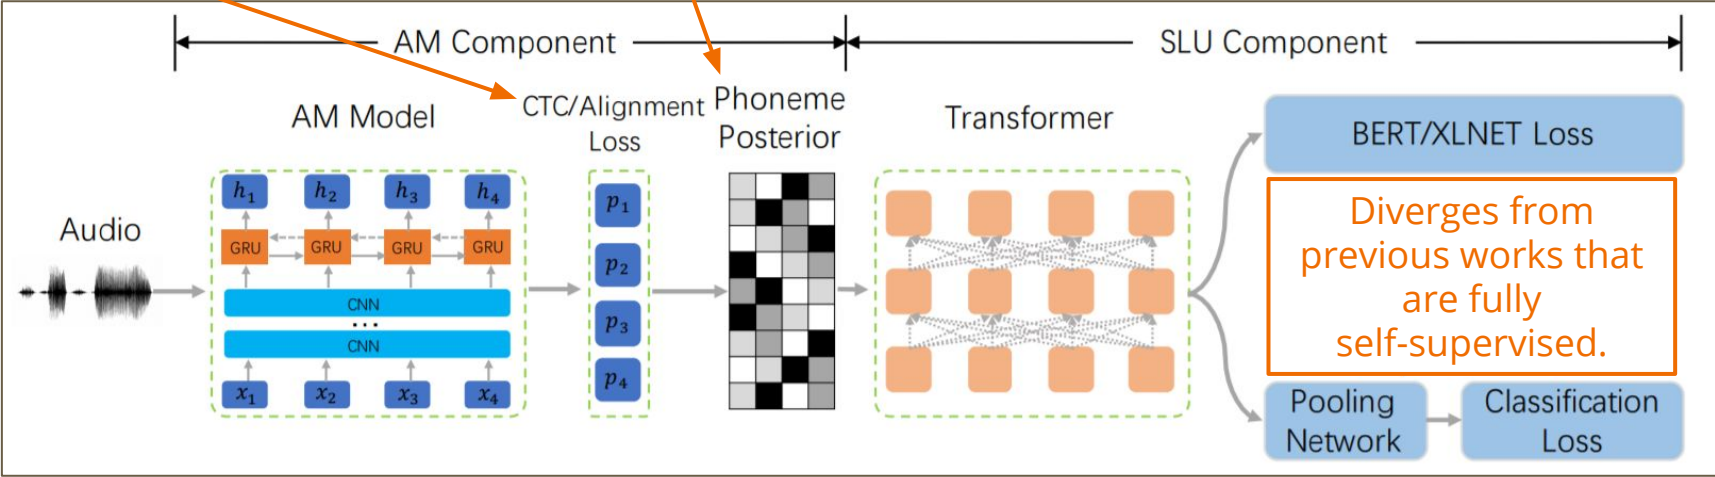 AM Component
SLU Component
Audio
AM Model
h1 h2 h3 h4
GRU GRU GRU GRU
CNN
...
CNN
x1 x2 x3 x4
CTC/Alignment
Loss
p1
p2
p3
p4
Phoneme
Posterior
Transformer
BERT/XLNET Loss
Diverges from
previous works that
are fully
self-supervised.
Pooling
Network
Classification
Loss